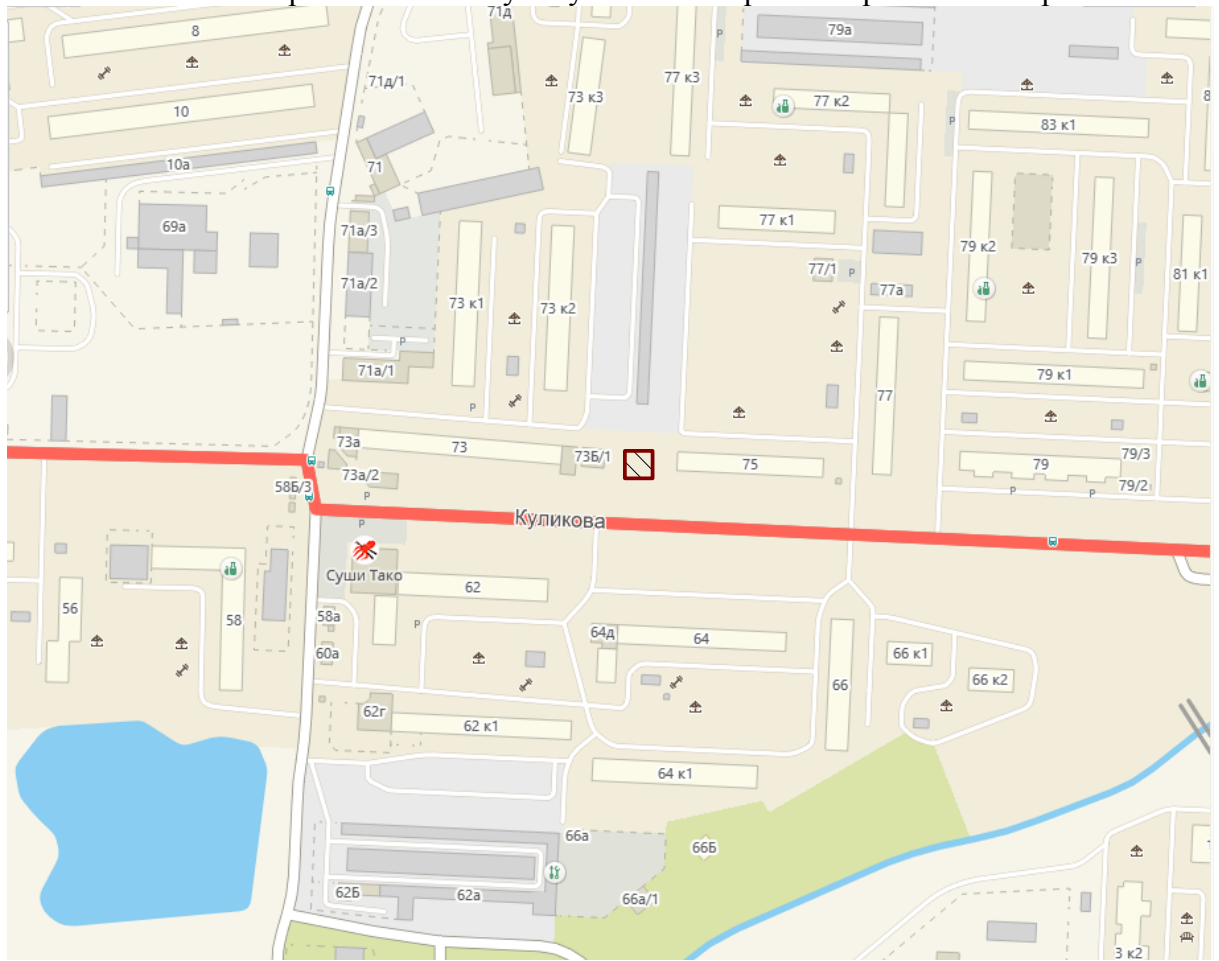 71д
8
79а
71д/1
73 к3
77 к3
77 к2
10
83 к1
10а
71
69а
71а/3
77 к1
79 к2
79 к3
81 к1
71а/2
77/1
77а
73 к1
73 к2
71а/1
79 к1
77
73а
73
73Б/1
75
79
79/3
73а/2
79/2
58Б/3
Куликова
Суши Тако
62
56
58
58а
64д
64
60а
66 к1
66
66 к2
62г
62 к1
64 к1
66а
66Б
62Б
62а
66а/1
3 к2